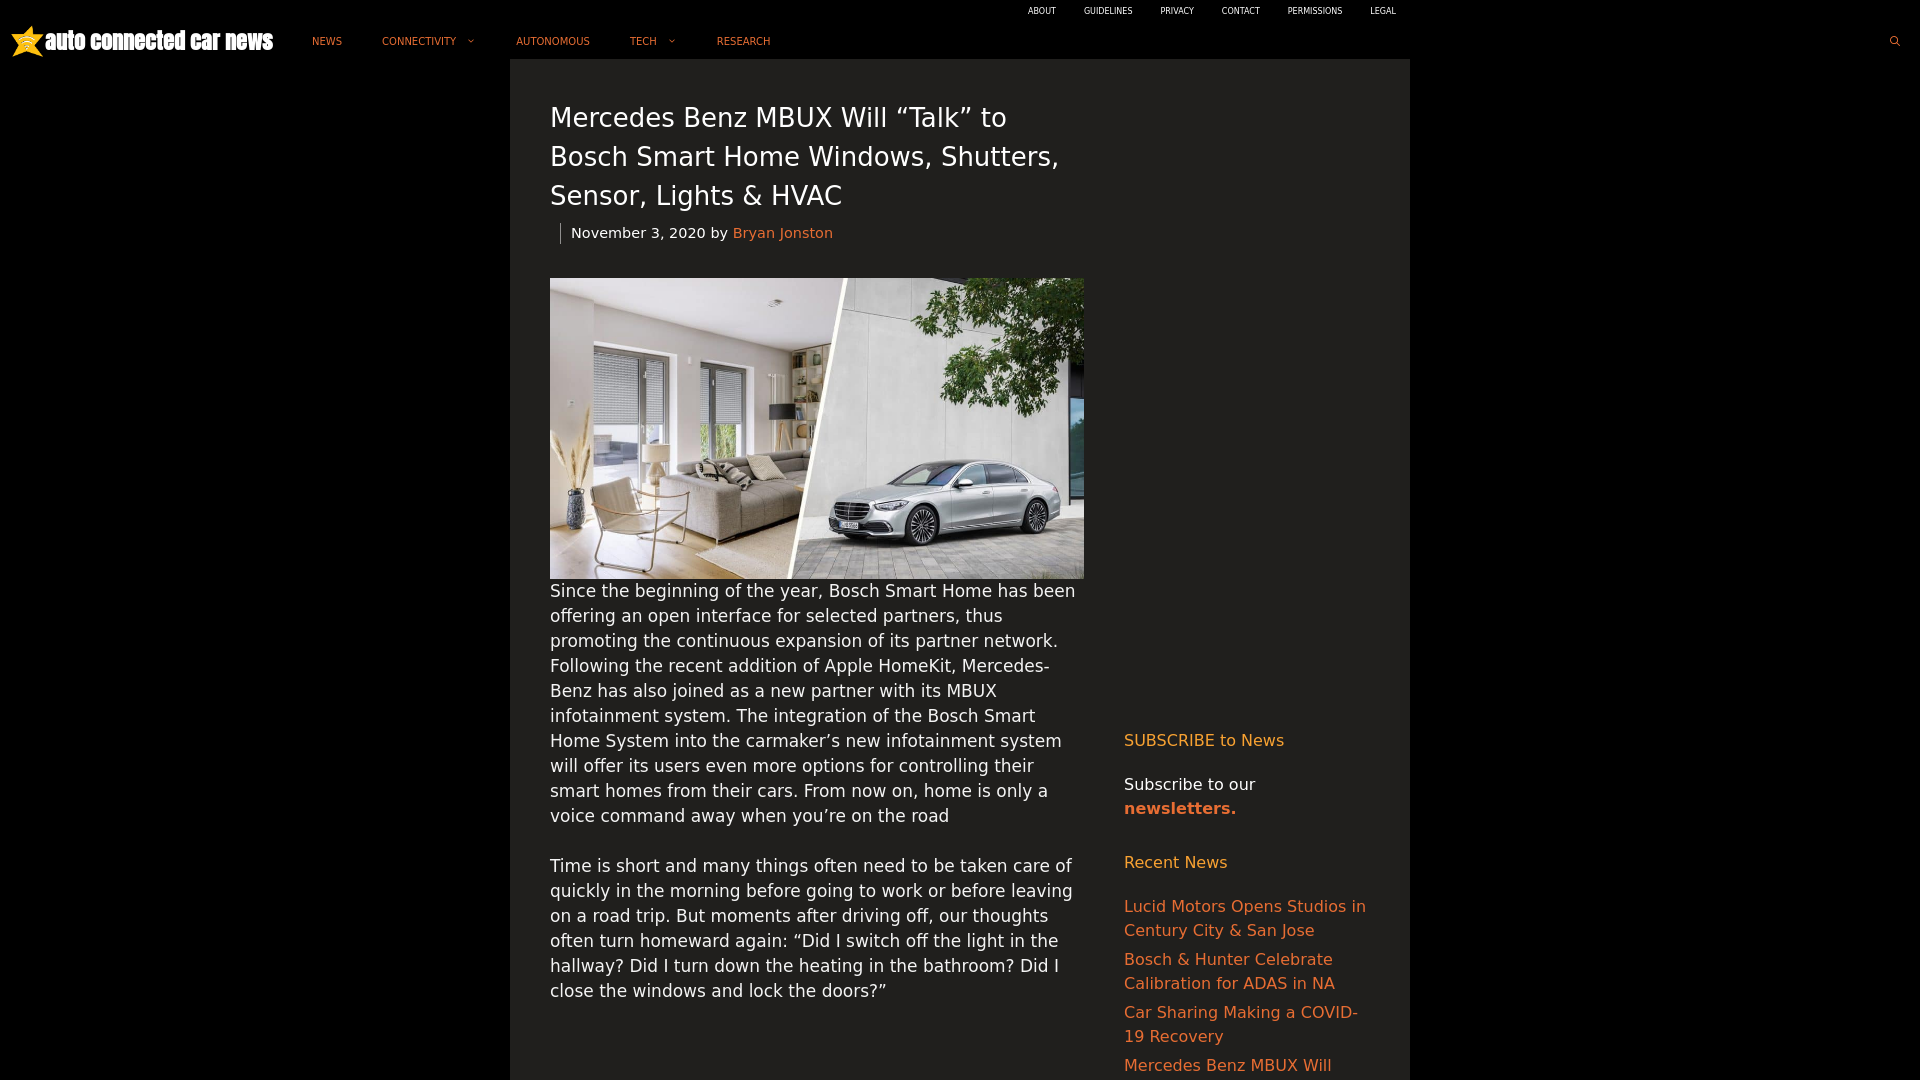 ABOUT GUIDELINES PRIVACY CONTACT PERMISSIONS LEGAL
auto connected car news NEWS CONNECTIVITY AUTONOMOUS TECH RESEARCH
Mercedes Benz MBUX Will “Talk” to
Bosch Smart Home Windows, Shutters,
Sensor, Lights & HVAC
November 3, 2020 by Bryan Jonston
Since the beginning of the year, Bosch Smart Home has been
offering an open interface for selected partners, thus
promoting the continuous expansion of its partner network.
Following the recent addition of Apple HomeKit, Mercedes-
Benz has also joined as a new partner with its MBUX
infotainment system. The integration of the Bosch Smart
Home System into the carmaker’s new infotainment system
will offer its users even more options for controlling their
smart homes from their cars. From now on, home is only a
voice command away when you’re on the road
Time is short and many things often need to be taken care of
quickly in the morning before going to work or before leaving
on a road trip. But moments after driving off, our thoughts
often turn homeward again: “Did I switch off the light in the
hallway? Did I turn down the heating in the bathroom? Did I
close the windows and lock the doors?”
SUBSCRIBE to News
Subscribe to our
newsletters.
Recent News
Lucid Motors Opens Studios in
Century City & San Jose
Bosch & Hunter Celebrate
Calibration for ADAS in NA
Car Sharing Making a COVID-
19 Recovery
Mercedes Benz MBUX Will